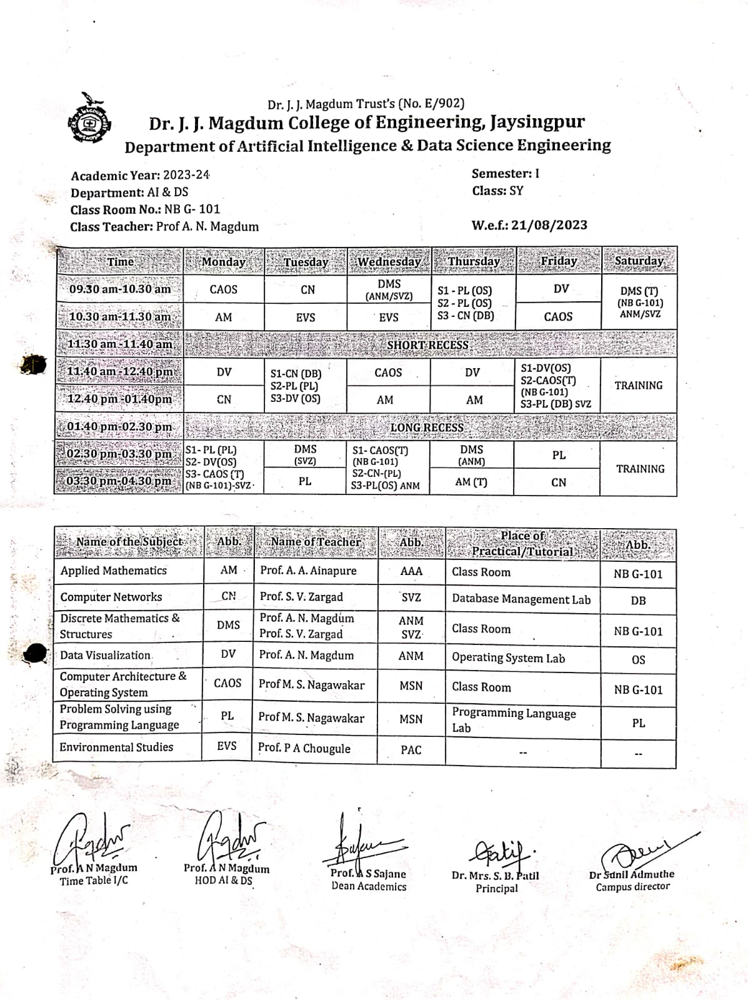 Dr. J. J. Magdum Trust's (No. E/902)
Dr. J. J. Magdum College of Engineering, Jaysingpur
Department of Artificial Intelligence & Data Science Engineering
Academic Year: 2023-24
Semester: I
Department: AI & DS
Class: SY
Class Room No.: NB G- 101
Class Teacher: Prof A. N. Magdum
W.e.f.: 21/08/2023
Time Monday Tuesday Wednesday Thursday Friday Saturday
09.30 am-10.30 am CAOS CN DMS (ANM/SVZ) S1 - PL (OS) S2 - PL (OS) S3 - CN (DB) DV DMS (T) (NB G-101) ANM/SVZ
10.30 am-11.30 am AM EVS EVS CAOS
11.30 am -11.40 am SHORT RECESS
11.40 am -12.40 pm DV S1-CN (DB) S2-PL (PL) S3-DV (OS) CAOS DV S1-DV(OS) S2-CAOS(T) (NB G-101) S3-PL (DB) SVZ TRAINING
12.40 pm -01.40pm CN AM AM
01.40 pm-02.30 pm LONG RECESS
02.30 pm-03.30 pm S1- PL (PL) S2- DV(OS) S3- CAOS (T) (NB G-101)-SVZ DMS (SVZ) S1- CAOS(T) (NB G-101) S2-CN-(PL) S3-PL(OS) ANM DMS (ANM) PL TRAINING
03:30 pm-04:30 pm PL AM (T) CN
Name of the Subject Abb. Name of Teacher Abb. Place of Practical/Tutorial Abb.
Applied Mathematics AM Prof. A. A. Ainapure AAA Class Room NB G-101
Computer Networks CN Prof. S. V. Zargad SVZ Database Management Lab DB
Discrete Mathematics & Structures DMS Prof. A. N. Magdum Prof. S. V. Zargad ANM SVZ Class Room NB G-101
Data Visualization DV Prof. A. N. Magdum ANM Operating System Lab OS
Computer Architecture & Operating System CAOS Prof M. S. Nagawakar MSN Class Room NB G-101
Problem Solving using Programming Language PL Prof M. S. Nagawakar MSN Programming Language Lab PL
Environmental Studies EVS Prof. P A Chougule PAC -- --
Prof. A N Magdum
Time Table I/C
Prof. A N Magdum
HOD AI & DS
Prof. A S Sajane
Dean Academics
Dr. Mrs. S. B. Patil
Principal
Dr Sunil Admuthe
Campus director